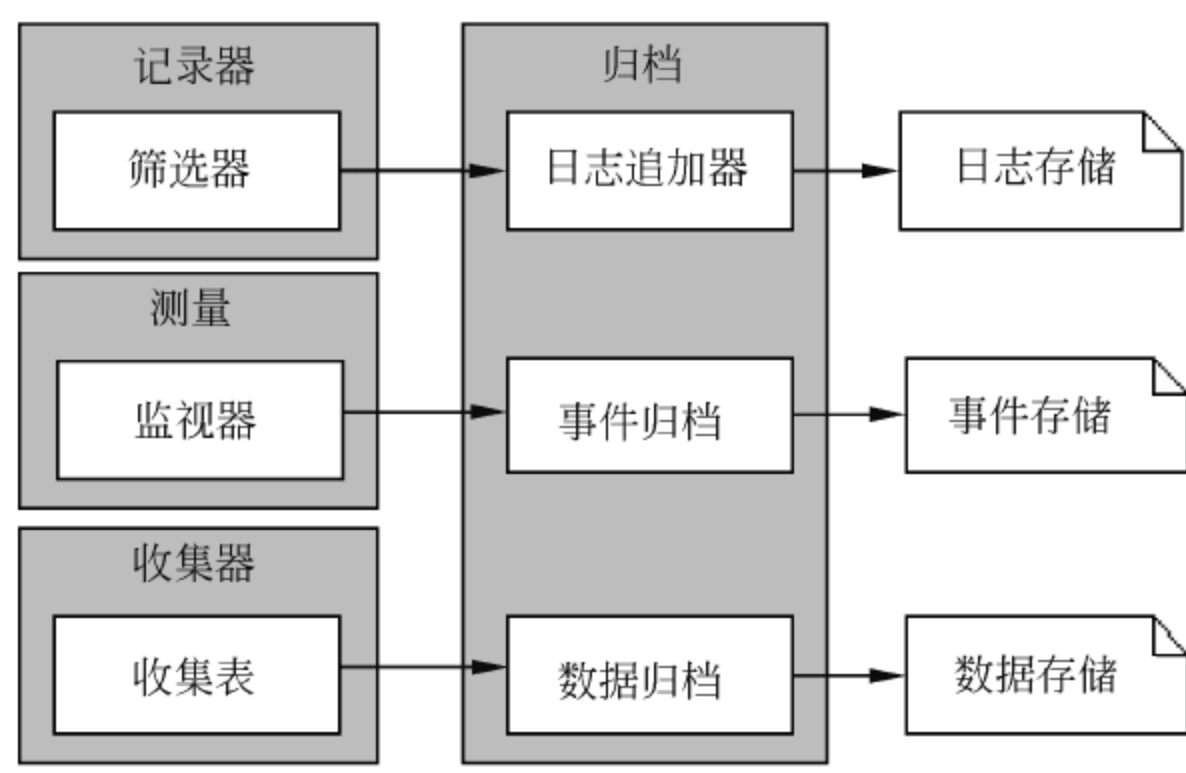 记录器
归档
筛选器
日志追加器
日志存储
测量
监视器
事件归档
事件存储
收集器
收集表
数据归档
数据存储